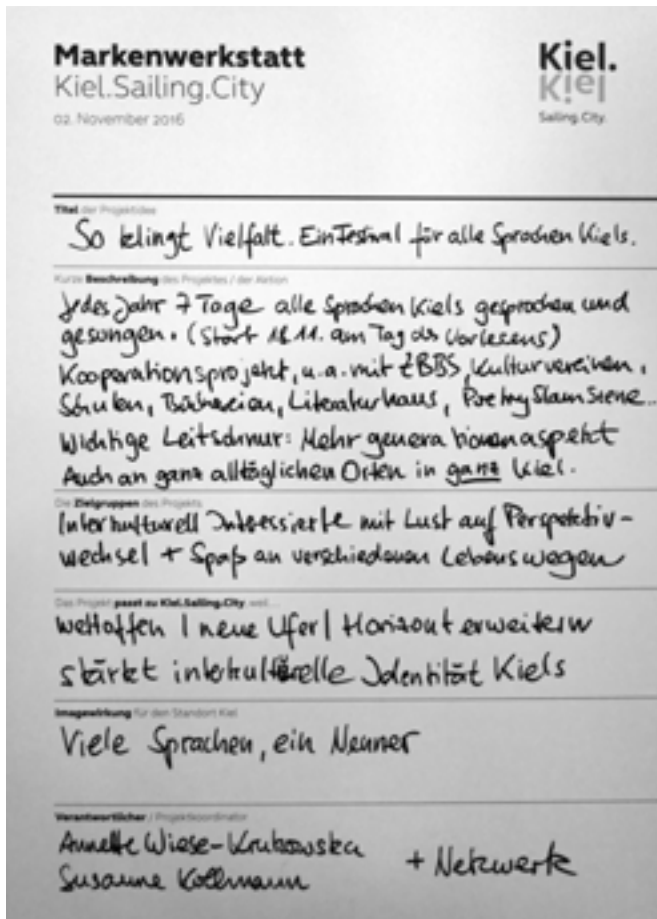 Markenwerkstatt
Kiel.Sailing.City
02. November 2016
Kiel.
Kiel
Sailing.City.
Titel der Projektidee
So klingt Vielfalt. Ein Festival für alle Sprachen Kiels.
Kurze Beschreibung des Projektes / der Aktion
Jedes Jahr 7 Tage alle Sprachen Kiels gesprochen und
gesungen. (Start 18.11. am Tag des Vorlesens)
Kooperationsprojekt, u.a. mit ZBBS, Kulturvereinen,
Schulen, Büchereien, Literaturhaus, Poetry Slam Szene...
Wichtige Leitschnur: Mehrgenerationenaspekt
Auch an ganz alltäglichen Orten in ganz Kiel.
Die Zielgruppen des Projekts
Interkulturell Interessierte mit Lust auf Perspektiv-
wechsel + Spaß an verschiedenen Lebenswegen
Das Projekt passt zu Kiel.Sailing.City, weil...
weltoffen | neue Ufer | Horizont erweitern
stärkt interkulturelle Identität Kiels
Imagewirkung für den Standort Kiel
Viele Sprachen, ein Nenner
Verantwortlicher / Projektkoordinator
Annette Wiese-Krukowska
+ Netzwerk
Susanne Kollmann